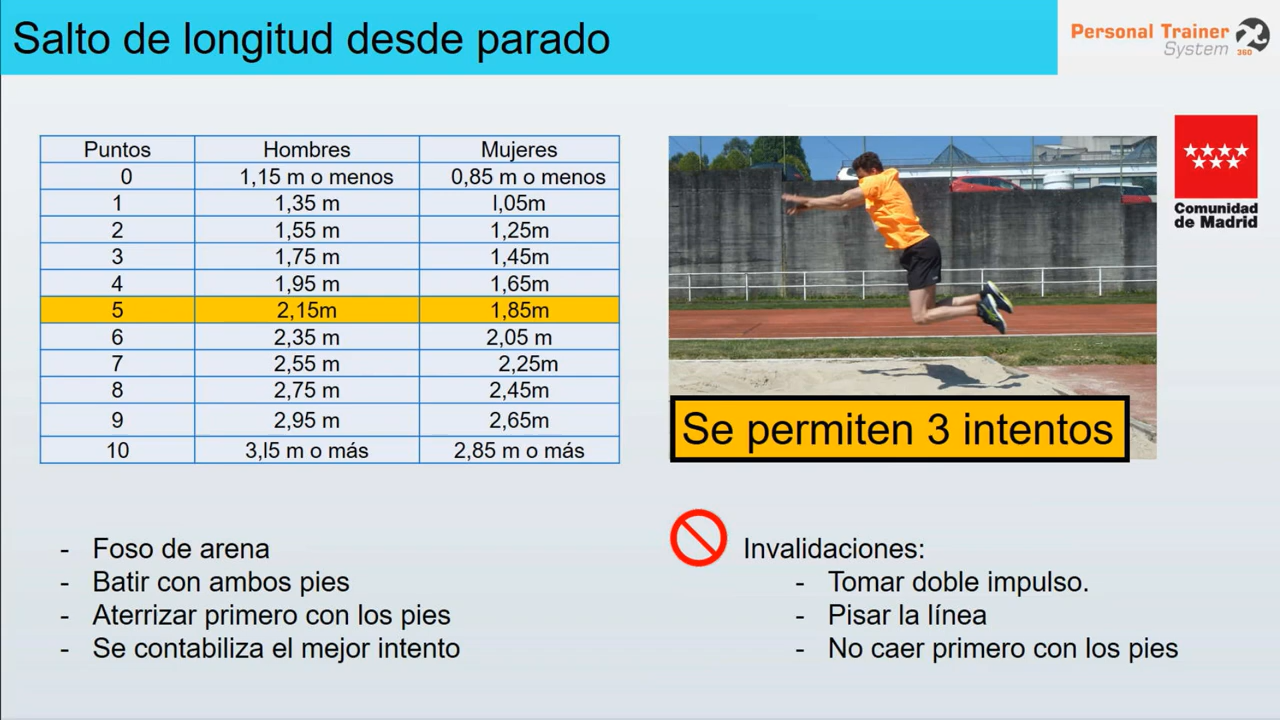 Salto de longitud desde parado
Personal Trainer
System 360
Puntos Hombres Mujeres
0 1,15 m o menos 0,85 m o menos
1 1,35 m l,05m
2 1,55 m 1,25m
3 1,75 m 1,45m
4 1,95 m 1,65m
5 2,15m 1,85m
6 2,35 m 2,05 m
7 2,55 m 2,25m
8 2,75 m 2,45m
9 2,95 m 2,65m
10 3,l5 m o más 2,85 m o más
Comunidad
de Madrid
Se permiten 3 intentos
- Foso de arena
- Batir con ambos pies
- Aterrizar primero con los pies
- Se contabiliza el mejor intento
Invalidaciones:
- Tomar doble impulso.
- Pisar la línea
- No caer primero con los pies